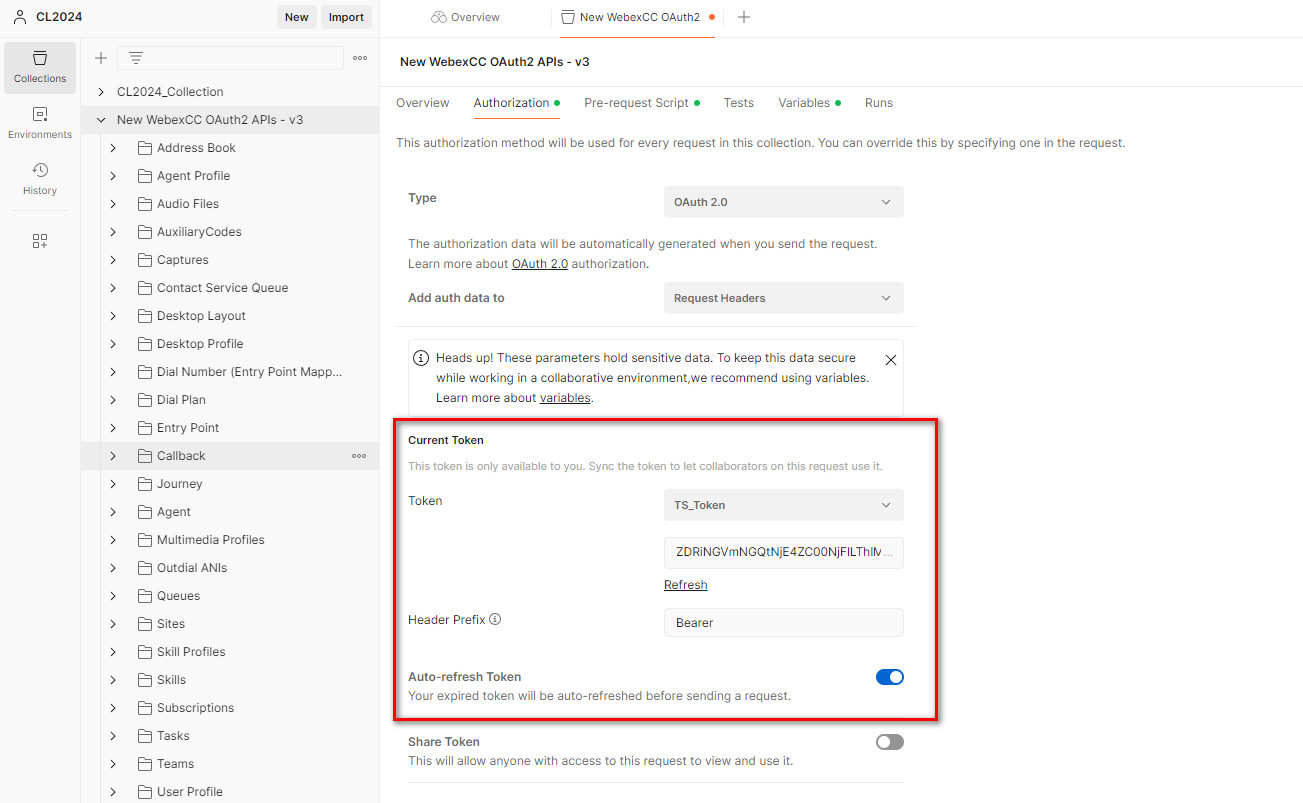 CL2024
New
Import
Overview
New WebexCC OAuth2
Collections
Environments
History
CL2024_Collection
New WebexCC OAuth2 APIs - v3
Address Book
Agent Profile
Audio Files
AuxiliaryCodes
Captures
Contact Service Queue
Desktop Layout
Desktop Profile
Dial Number (Entry Point Mapp...
Dial Plan
Entry Point
Callback
Journey
Agent
Multimedia Profiles
Outdial ANIs
Queues
Sites
Skill Profiles
Skills
Subscriptions
Tasks
Teams
User Profile
New WebexCC OAuth2 APIs - v3
Overview
Authorization
Pre-request Script
Tests
Variables
Runs
This authorization method will be used for every request in this collection. You can override this by specifying one in the request.
Type
OAuth 2.0
The authorization data will be automatically generated when you send the request.
Learn more about OAuth 2.0 authorization.
Add auth data to
Request Headers
Heads up! These parameters hold sensitive data. To keep this data secure
while working in a collaborative environment,we recommend using variables.
Learn more about variables.
Current Token
This token is only available to you. Sync the token to let collaborators on this request use it.
Token
TS_Token
Refresh
Header Prefix
Bearer
Auto-refresh Token
Your expired token will be auto-refreshed before sending a request.
Share Token
This will allow anyone with access to this request to view and use it.